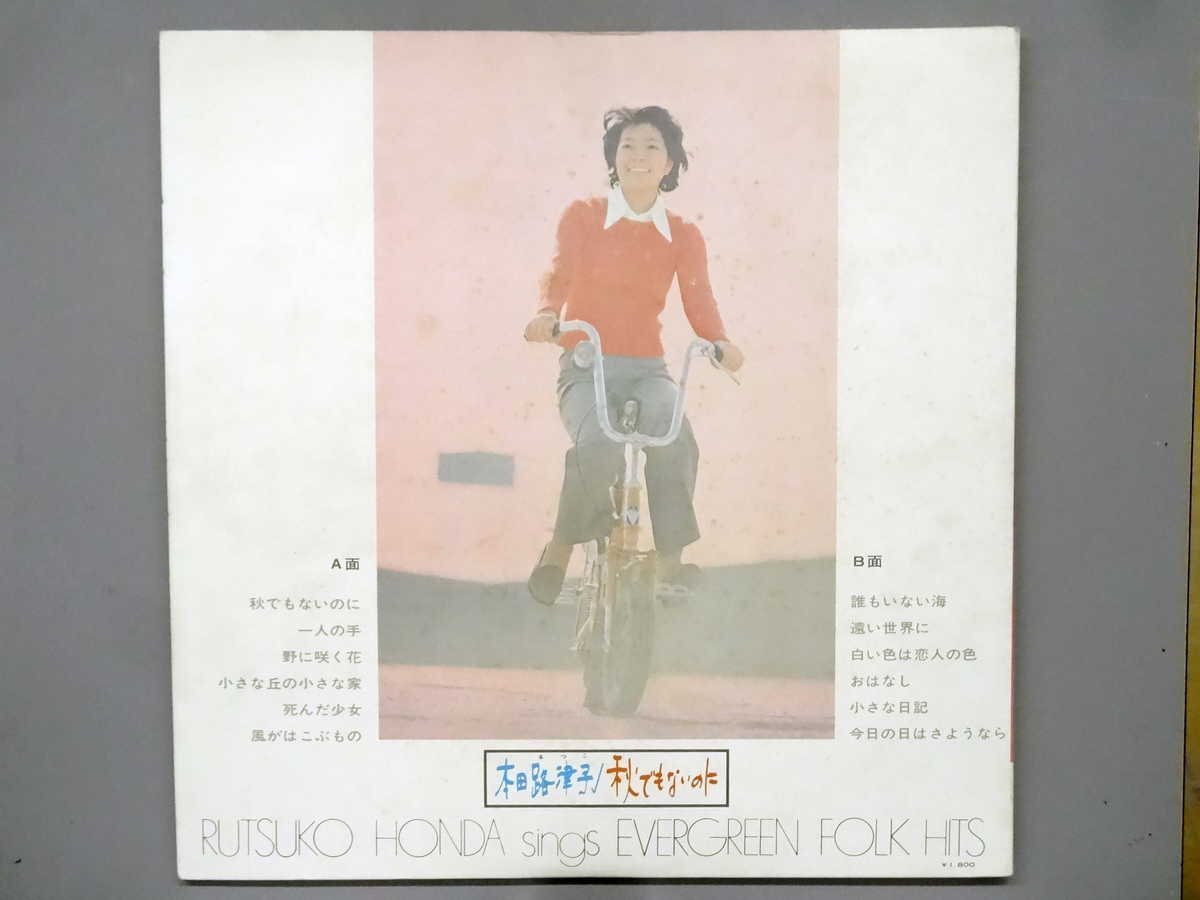 A面
秋でもないのに
一人の手
野に咲く花
小さな丘の小さな家
死んだ少女
風がはこぶもの
B面
誰もいない海
遠い世界に
白い色は恋人の色
おはなし
小さな日記
今日の日はさようなら
本田路津子/秋でもないのに
RUTSUKO HONDA sings EVERGREEN FOLK HITS
¥1,800